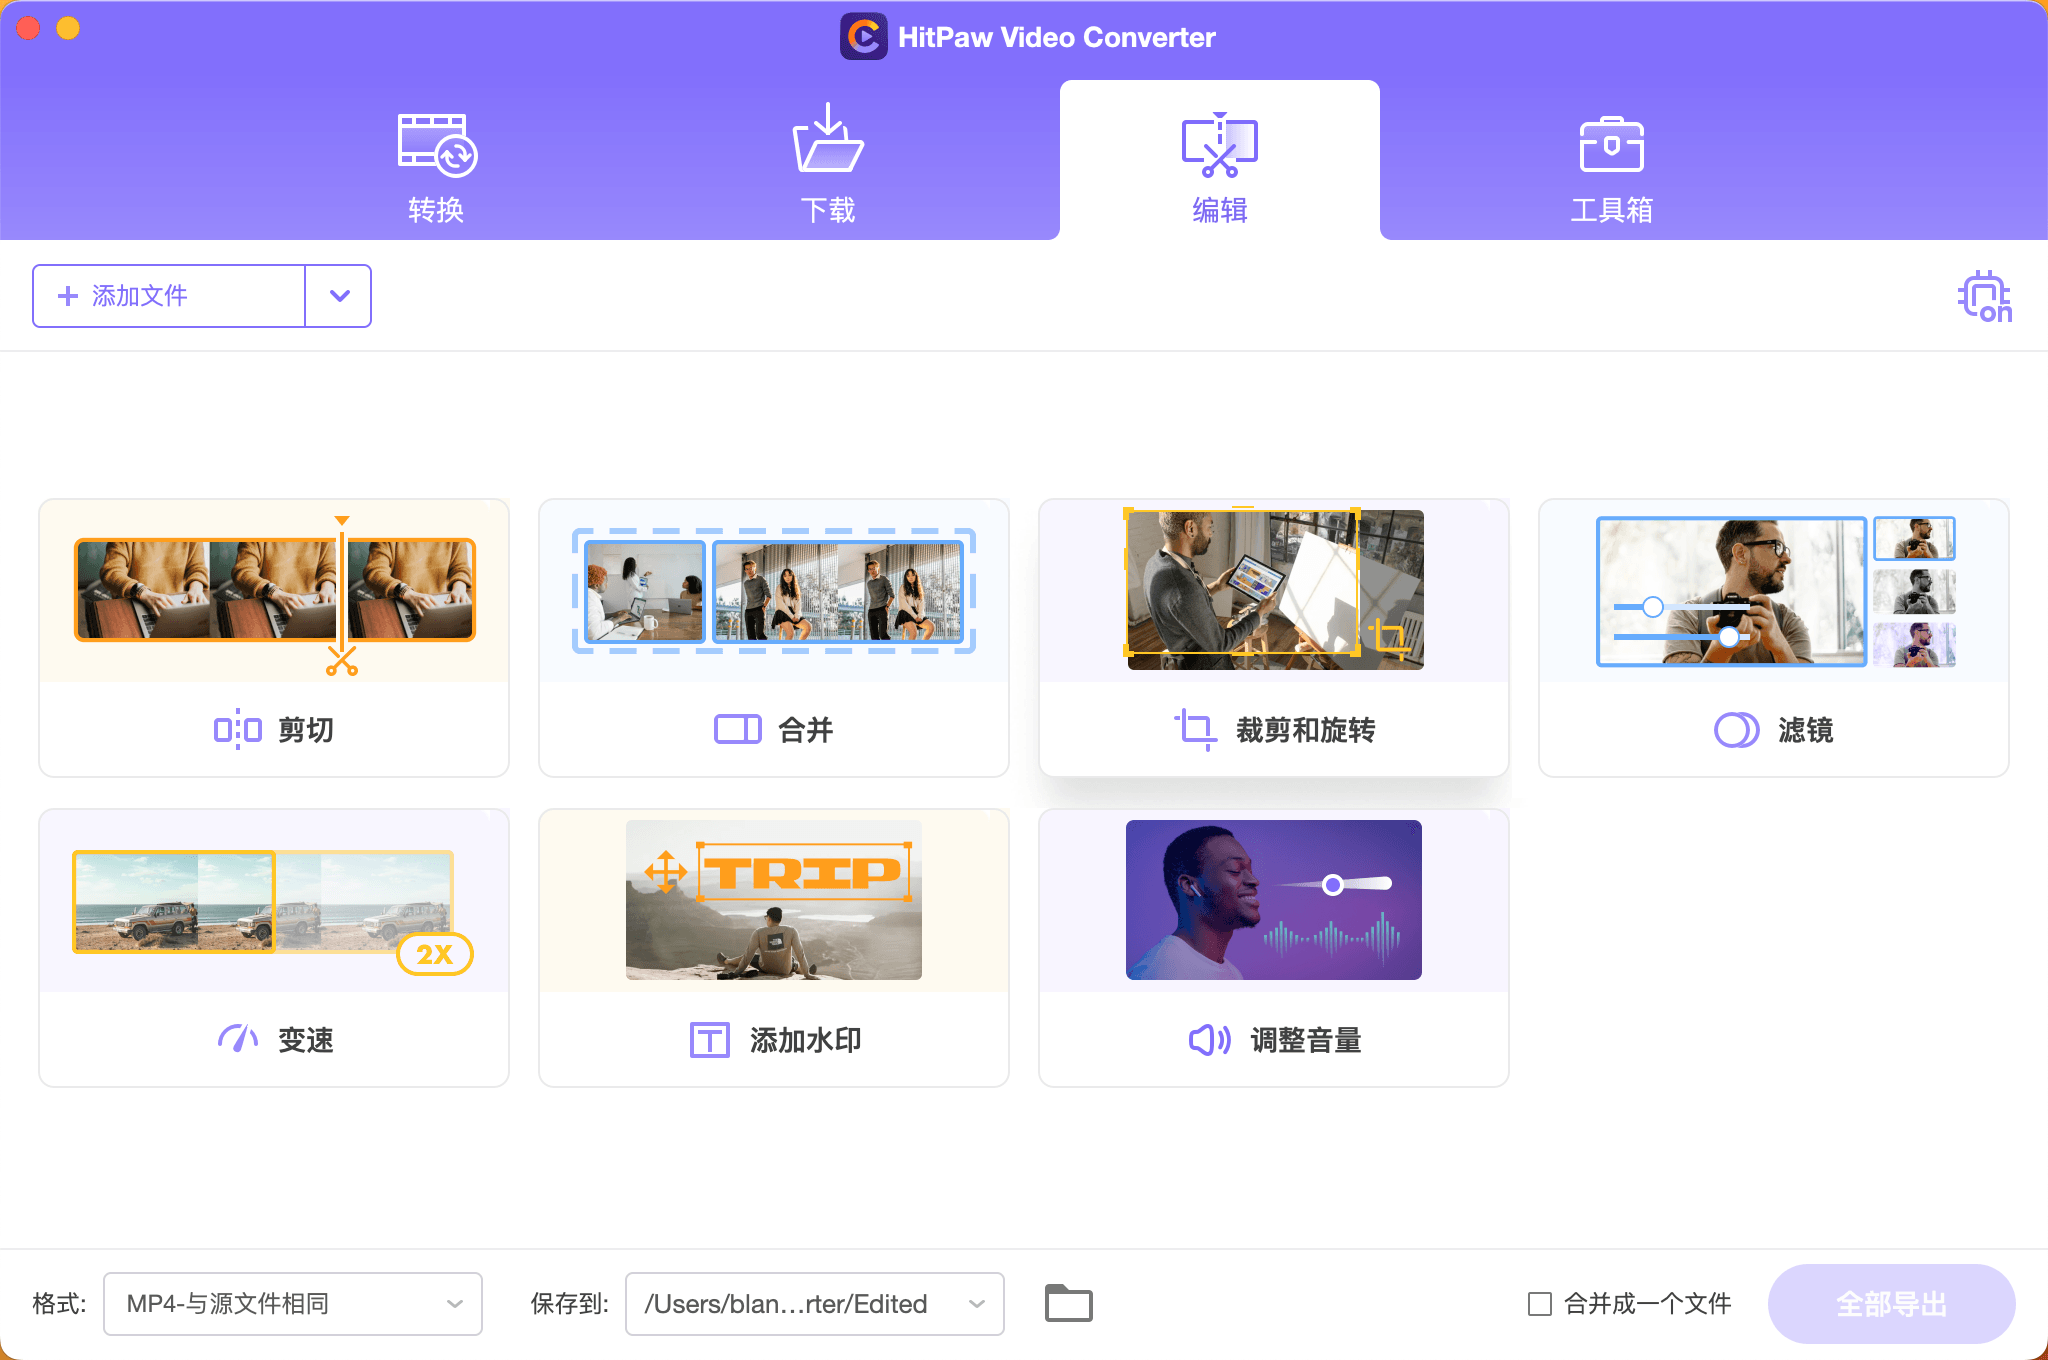 HitPaw Video Converter
转换
下载
编辑
工具箱
添加文件
on
剪切
合并
裁剪和旋转
滤镜
2X
变速
TRIP
添加水印
调整音量
格式:
MP4-与源文件相同
保存到:
/Users/blan...rter/Edited
合并成一个文件
全部导出